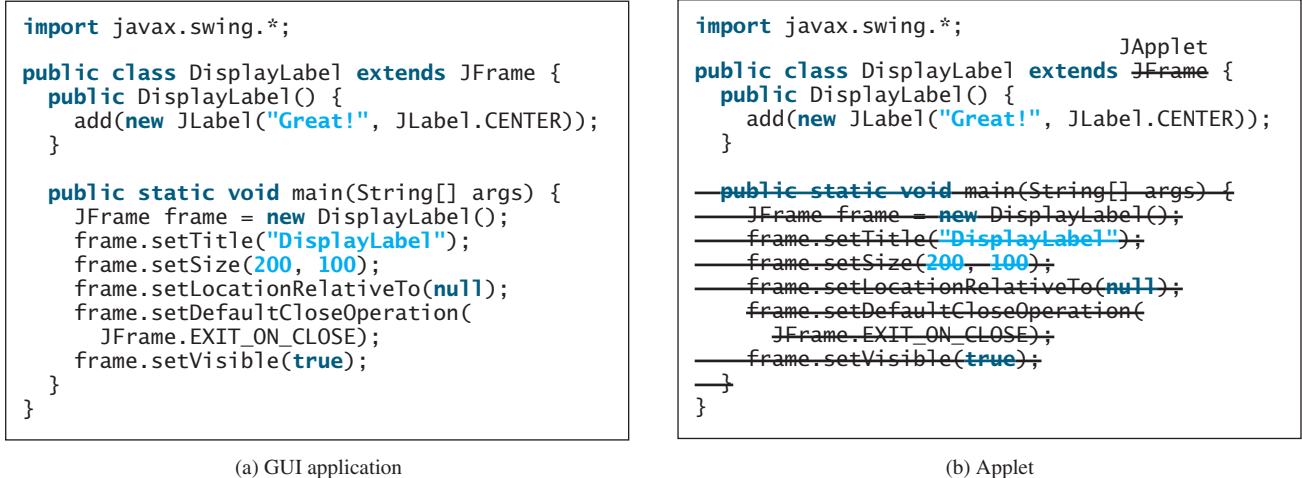 import javax.swing.*;
public class DisplayLabel extends JFrame {
  public DisplayLabel() {
    add(new JLabel("Great!", JLabel.CENTER));
  }
  public static void main(String[] args) {
    JFrame frame = new DisplayLabel();
    frame.setTitle("DisplayLabel");
    frame.setSize(200, 100);
    frame.setLocationRelativeTo(null);
    frame.setDefaultCloseOperation(
      JFrame.EXIT_ON_CLOSE);
    frame.setVisible(true);
  }
}
(a) GUI application
import javax.swing.*;
JApplet
public class DisplayLabel extends JFrame {
  public DisplayLabel() {
    add(new JLabel("Great!", JLabel.CENTER));
  }
  public static void main(String[] args) {
    JFrame frame = new DisplayLabel();
    frame.setTitle("DisplayLabel");
    frame.setSize(200, 100);
    frame.setLocationRelativeTo(null);
    frame.setDefaultCloseOperation(
      JFrame.EXIT_ON_CLOSE);
    frame.setVisible(true);
  }
}
(b) Applet